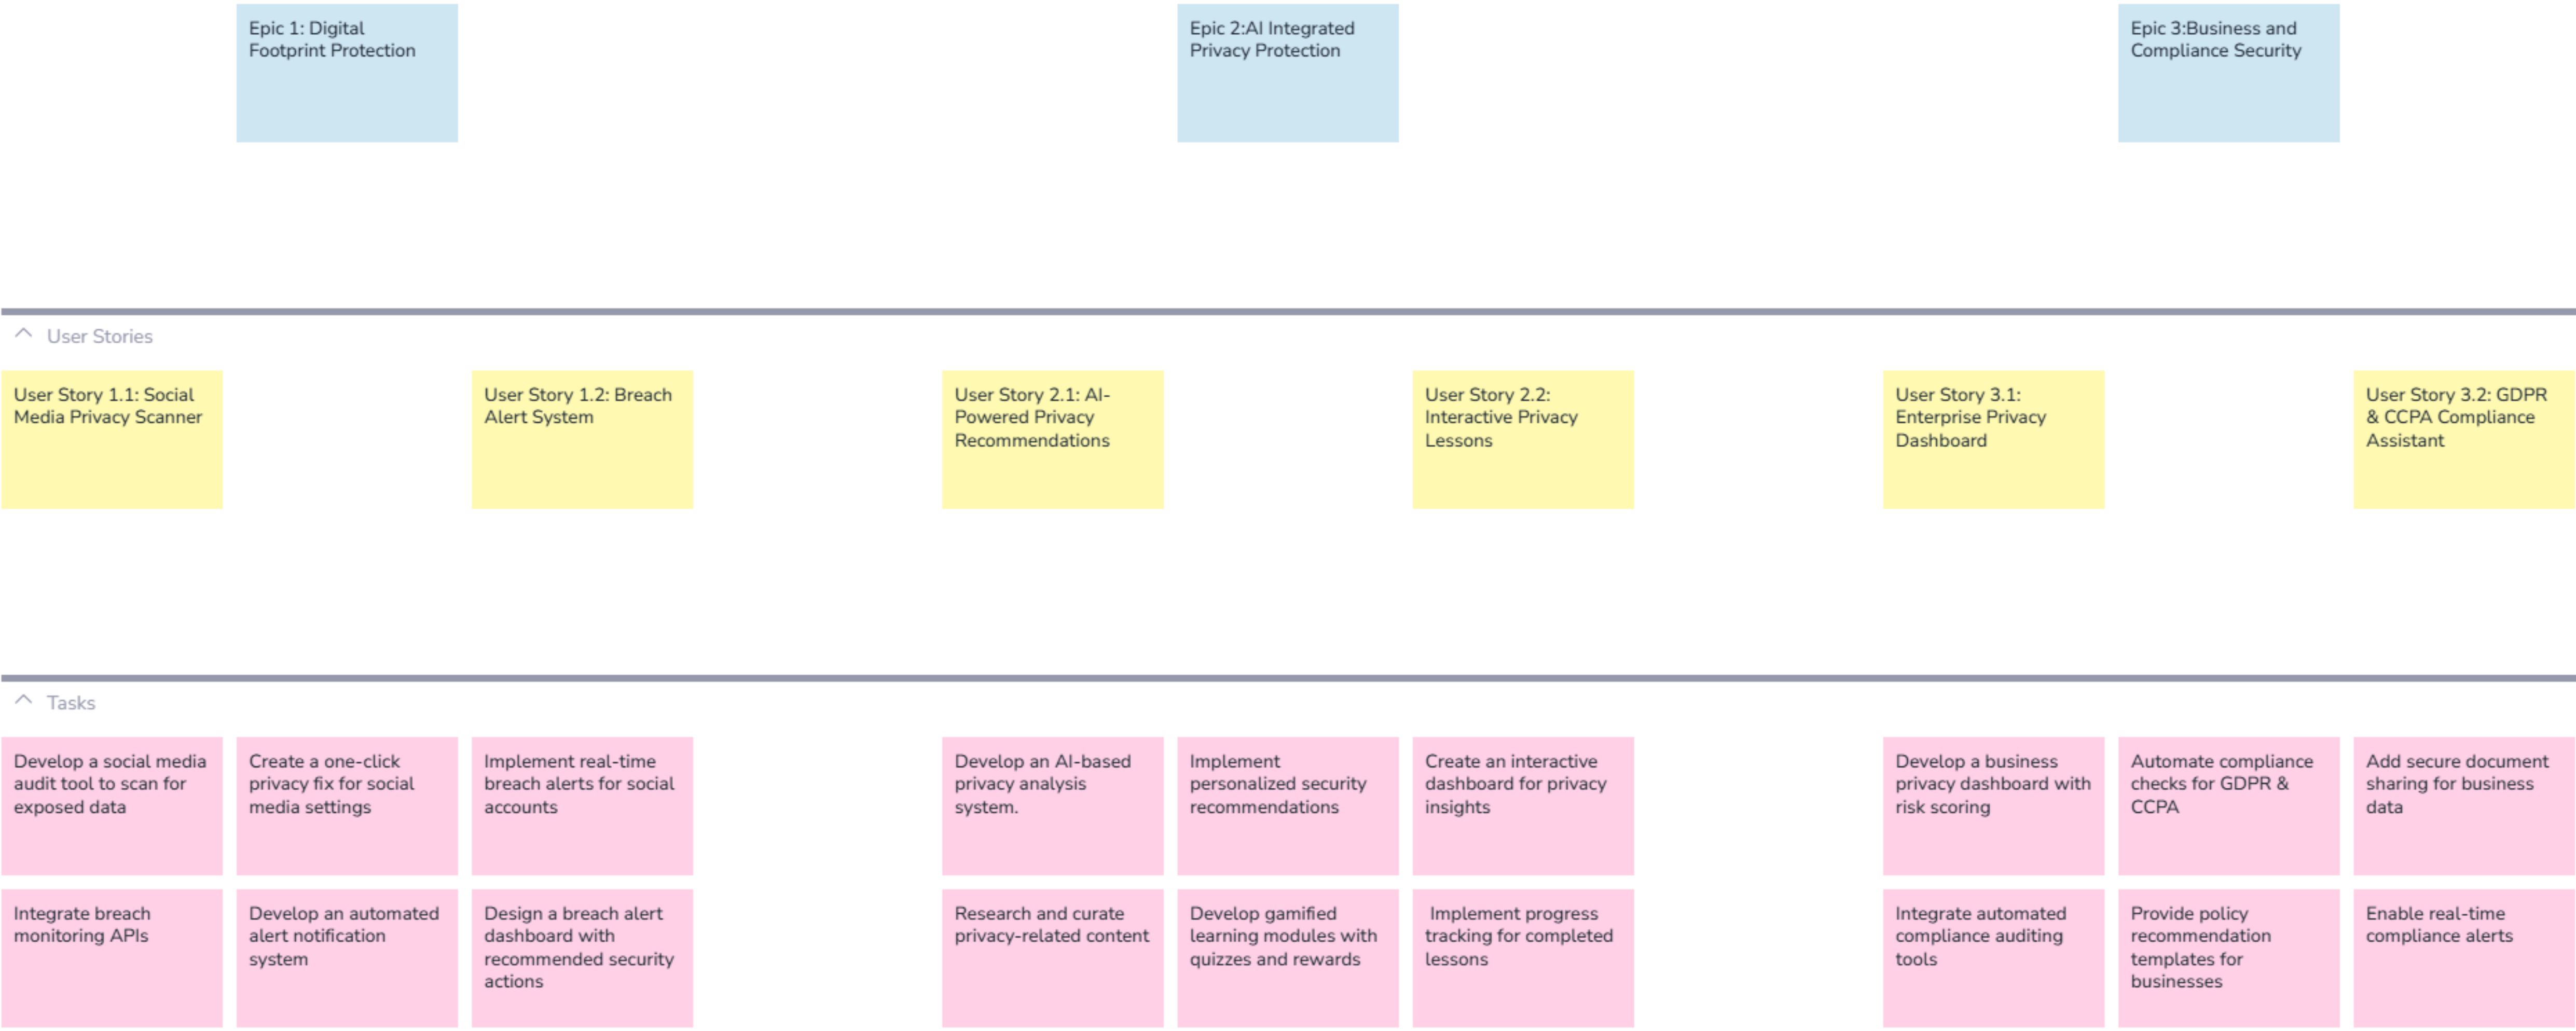 Epic 1: Digital
Footprint Protection
Epic 2:AI Integrated
Privacy Protection
Epic 3:Business and
Compliance Security
User Stories
User Story 1.1: Social
Media Privacy Scanner
User Story 1.2: Breach
Alert System
User Story 2.1: AI-
Powered Privacy
Recommendations
User Story 2.2:
Interactive Privacy
Lessons
User Story 3.1:
Enterprise Privacy
Dashboard
User Story 3.2: GDPR
& CCPA Compliance
Assistant
Tasks
Develop a social media
audit tool to scan for
exposed data
Create a one-click
privacy fix for social
media settings
Implement real-time
breach alerts for social
accounts
Develop an AI-based
privacy analysis
system.
Implement
personalized security
recommendations
Create an interactive
dashboard for privacy
insights
Develop a business
privacy dashboard with
risk scoring
Automate compliance
checks for GDPR &
CCPA
Add secure document
sharing for business
data
Integrate breach
monitoring APIs
Develop an automated
alert notification
system
Design a breach alert
dashboard with
recommended security
actions
Research and curate
privacy-related content
Develop gamified
learning modules with
quizzes and rewards
Implement progress
tracking for completed
lessons
Integrate automated
compliance auditing
tools
Provide policy
recommendation
templates for
businesses
Enable real-time
compliance alerts